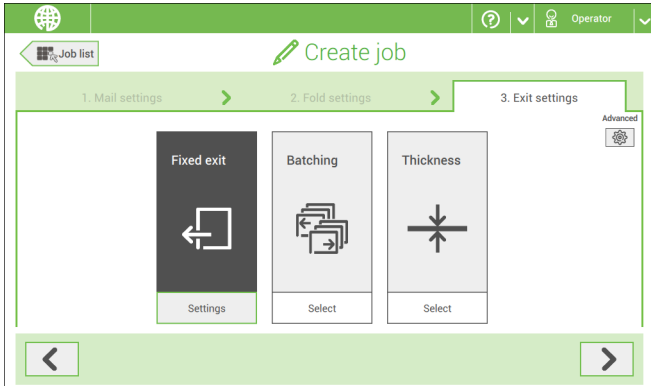 ? Operator
Job list
Create job
1. Mail settings 2. Fold settings 3. Exit settings
Advanced
Fixed exit Batching Thickness
Settings Select Select